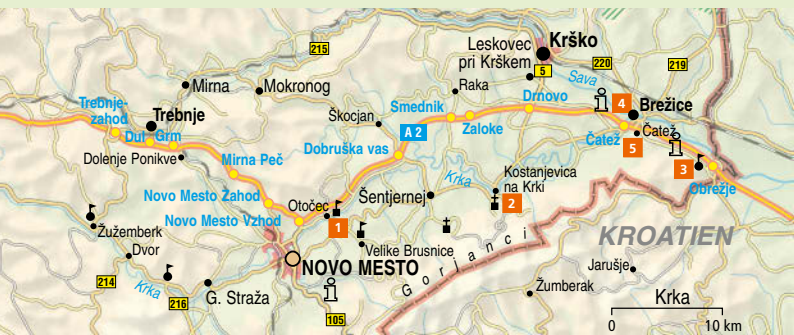 215
Krško
Leskovec
pri Krškem
5
220
219
Mirna
Mokronog
Raka
Sava
Trebnje-
zahod
Trebnje
Škocjan
Smednik
Drnovo
4
Brežice
Dul
Grm
A 2
Zaloke
Čatež
Čatež
5
Dolenje Ponikve
Mirna Peč
Dobruška vas
Kostanjevica
na Krki
3
Obrežje
Novo Mesto Zahod
Otočec
Šentjernej
Krka
2
Novo Mesto Vzhod
1
Žužemberk
Dvor
Velike Brusnice
Gorjanci
KROATIEN
NOVO MESTO
Jarušje
214
Krka
216
G. Straža
105
Žumberak
Krka
0
10 km